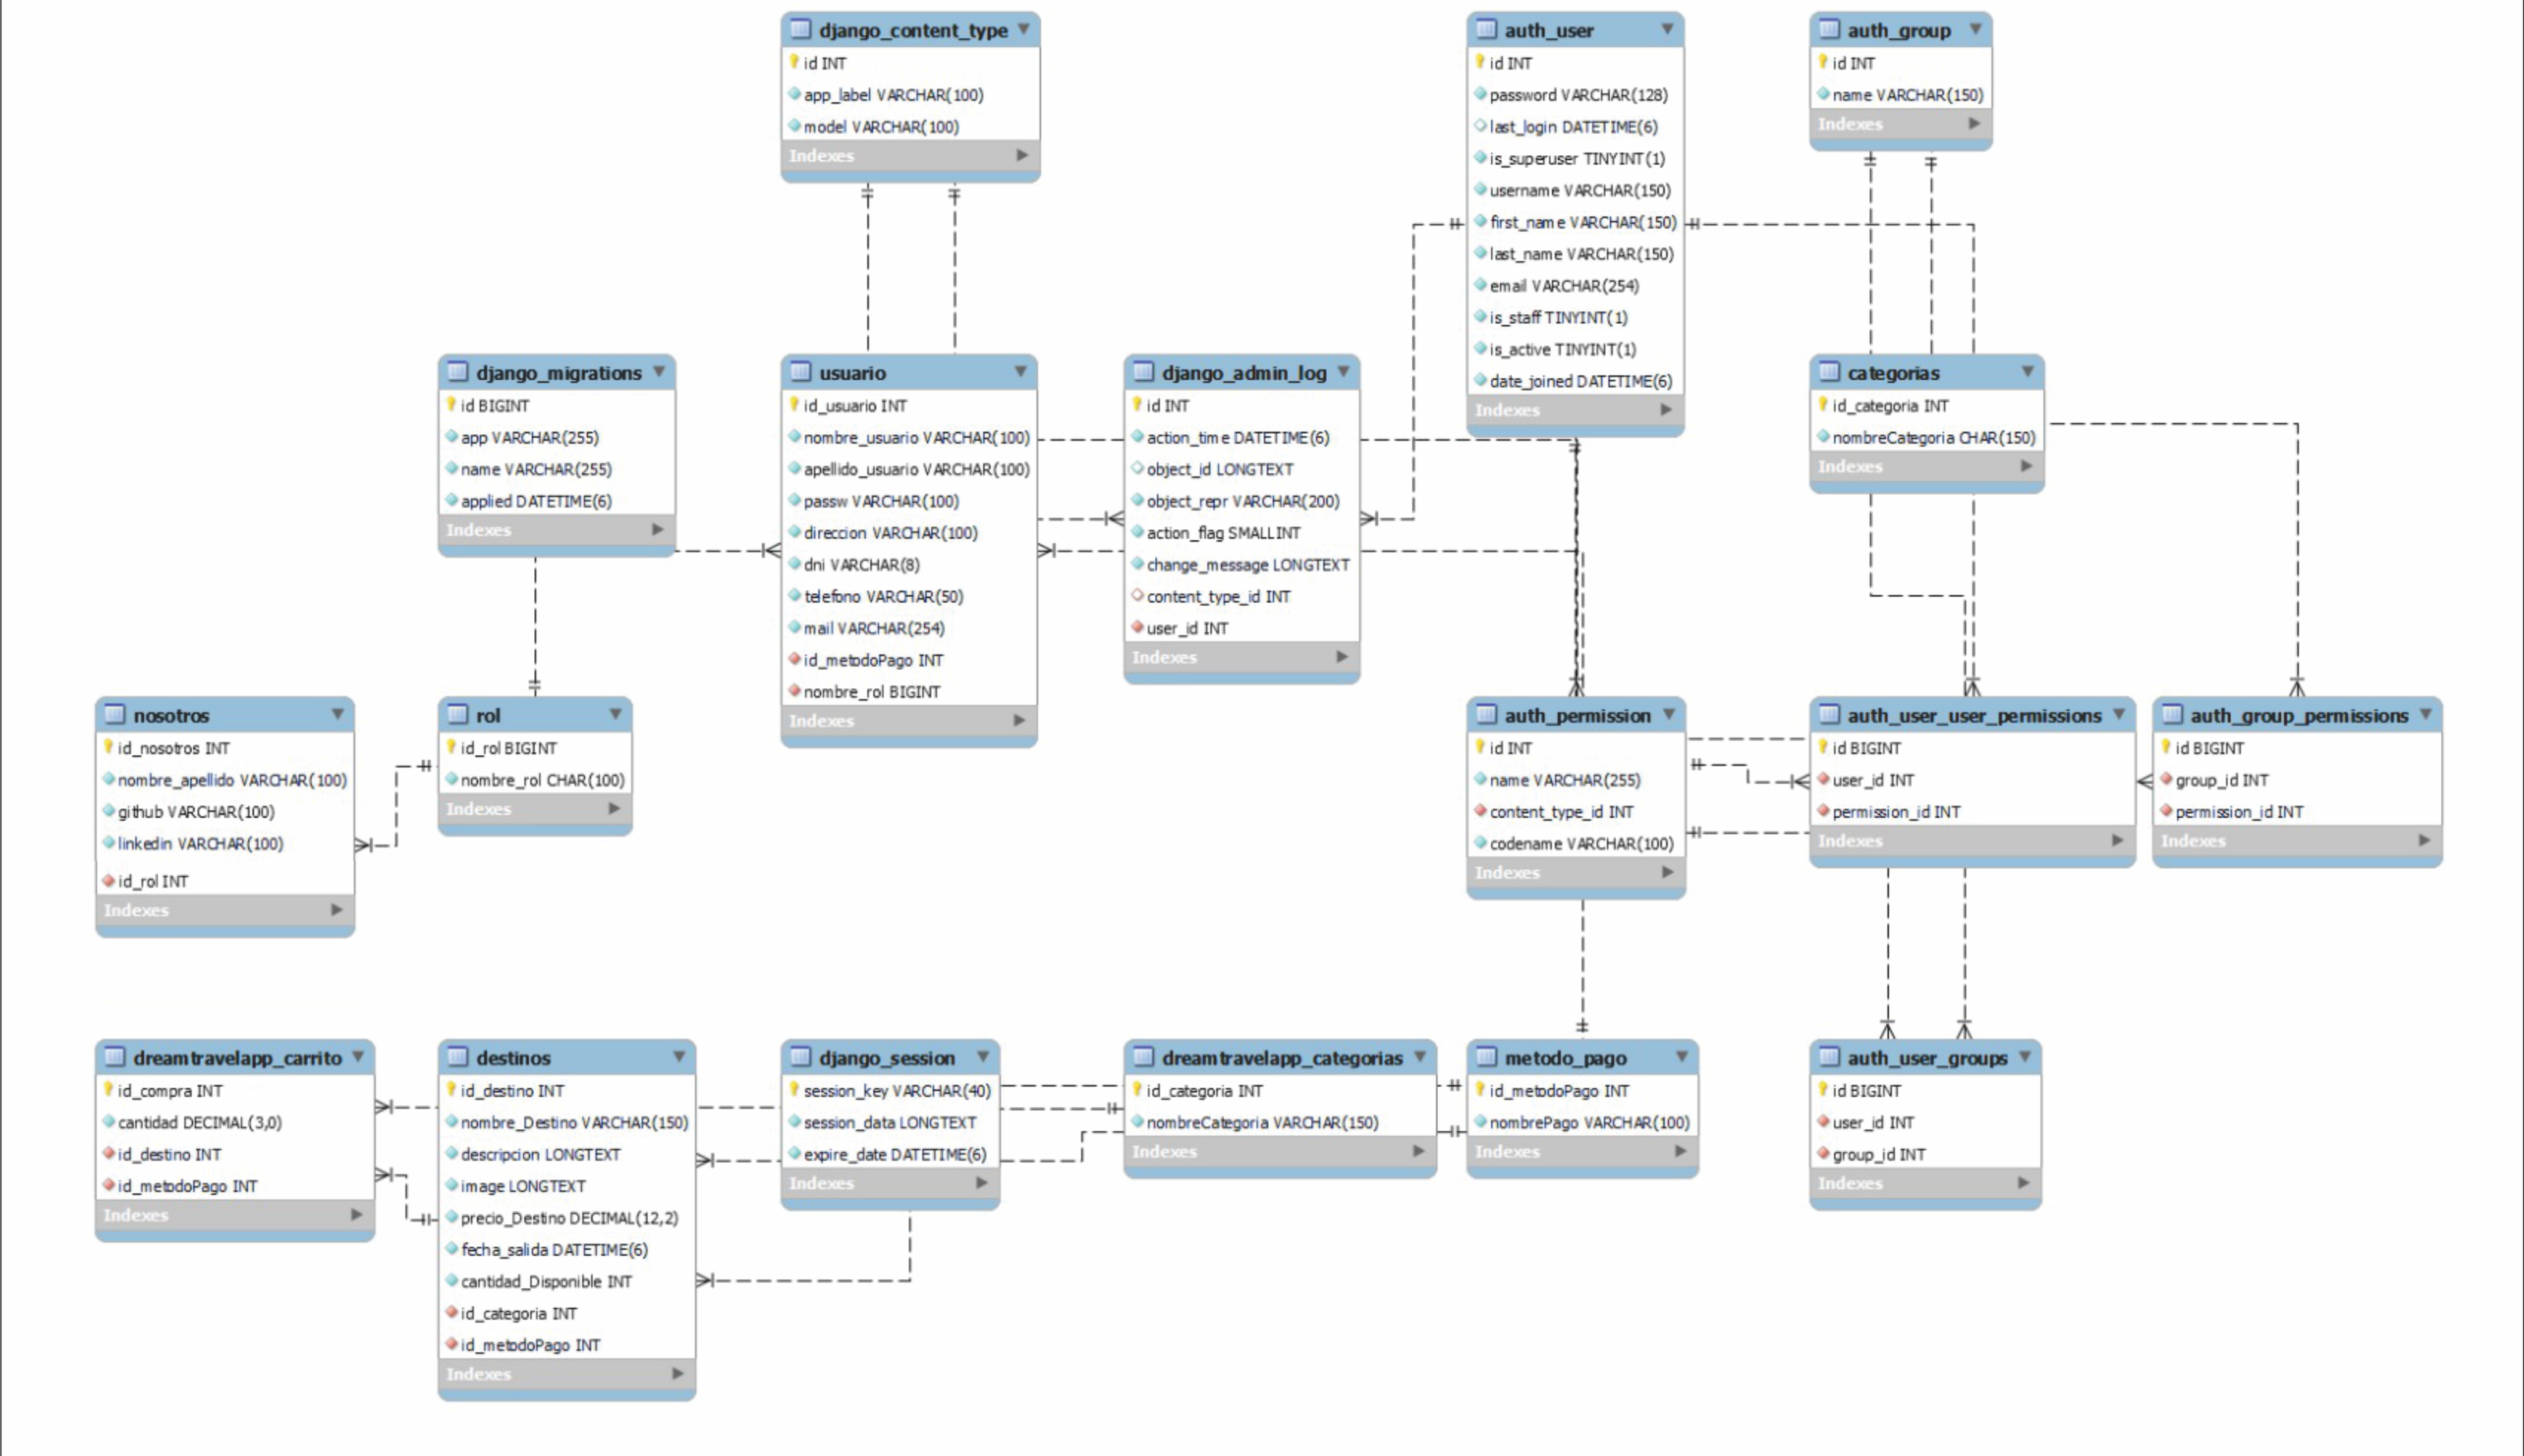 django_content_type
id INT
app_label VARCHAR(100)
model VARCHAR(100)
Indexes
auth_user
id INT
password VARCHAR(128)
last_login DATETIME(6)
is_superuser TINYINT(1)
username VARCHAR(150)
first_name VARCHAR(150)
last_name VARCHAR(150)
email VARCHAR(254)
is_staff TINYINT(1)
is_active TINYINT(1)
date_joined DATETIME(6)
Indexes
auth_group
id INT
name VARCHAR(150)
Indexes
django_migrations
id BIGINT
app VARCHAR(255)
name VARCHAR(255)
applied DATETIME(6)
Indexes
usuario
id_usuario INT
nombre_usuario VARCHAR(100)
apellido_usuario VARCHAR(100)
passw VARCHAR(100)
direccion VARCHAR(100)
dni VARCHAR(8)
telefono VARCHAR(50)
mail VARCHAR(254)
id_metodoPago INT
nombre_rol BIGINT
Indexes
django_admin_log
id INT
action_time DATETIME(6)
object_id LONGTEXT
object_repr VARCHAR(200)
action_flag SMALLINT
change_message LONGTEXT
content_type_id INT
user_id INT
Indexes
categorias
id_categoria INT
nombreCategoria CHAR(150)
Indexes
nosotros
id_nosotros INT
nombre_apellido VARCHAR(100)
github VARCHAR(100)
linkedin VARCHAR(100)
id_rol INT
Indexes
rol
id_rol BIGINT
nombre_rol CHAR(100)
Indexes
auth_permission
id INT
name VARCHAR(255)
content_type_id INT
codename VARCHAR(100)
Indexes
auth_user_user_permissions
id BIGINT
user_id INT
permission_id INT
Indexes
auth_group_permissions
id BIGINT
group_id INT
permission_id INT
Indexes
dreamtravelapp_carrito
id_compra INT
cantidad DECIMAL(3,0)
id_destino INT
id_metodoPago INT
Indexes
destinos
id_destino INT
nombre_Destino VARCHAR(150)
descripcion LONGTEXT
image LONGTEXT
precio_Destino DECIMAL(12,2)
fecha_salida DATETIME(6)
cantidad_Disponible INT
id_categoria INT
id_metodoPago INT
Indexes
django_session
session_key VARCHAR(40)
session_data LONGTEXT
expire_date DATETIME(6)
Indexes
dreamtravelapp_categorias
id_categoria INT
nombreCategoria VARCHAR(150)
Indexes
metodo_pago
id_metodoPago INT
nombrePago VARCHAR(100)
Indexes
auth_user_groups
id BIGINT
user_id INT
group_id INT
Indexes